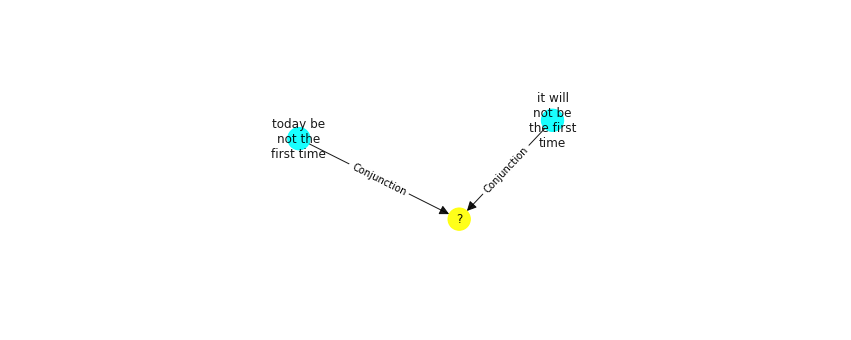 today be
not the
first time
it will
not be
the first
time
Conjunction
Conjunction
?